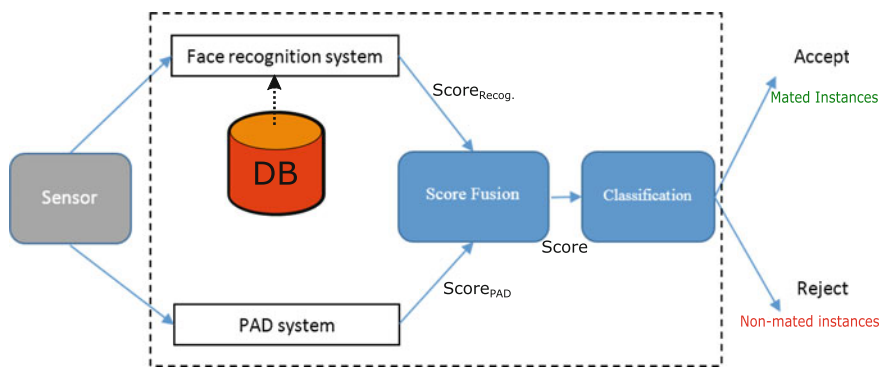 Face recognition system
Accept
Score_Recog.
Mated Instances
DB
Sensor
Score Fusion
Classification
Score
Score_PAD
Reject
PAD system
Non-mated instances